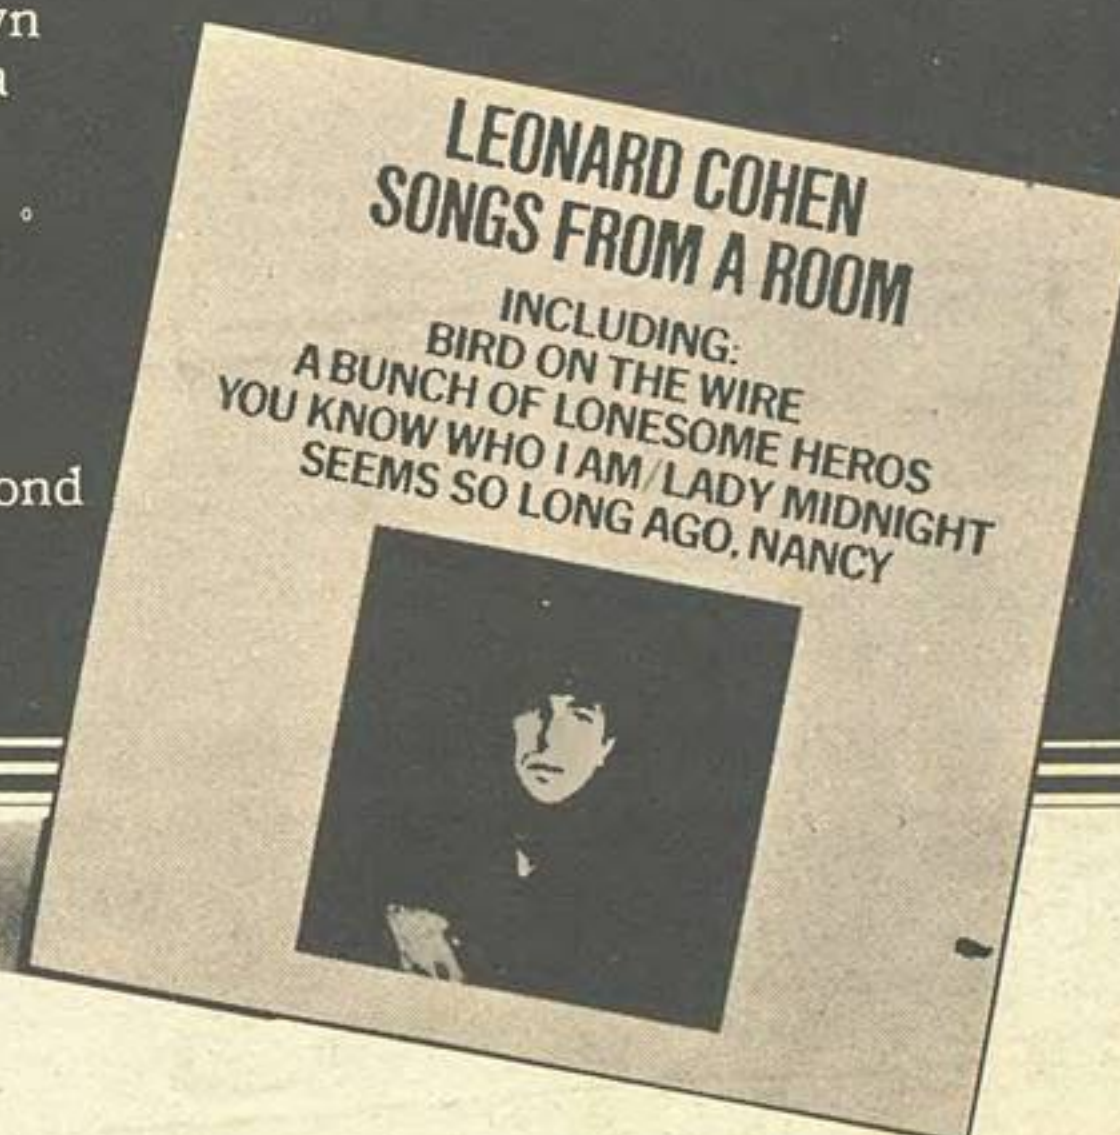 LEONARD COHEN
SONGS FROM A ROOM
INCLUDING:
BIRD ON THE WIRE
A BUNCH OF LONESOME HEROS
YOU KNOW WHO I AM/LADY MIDNIGHT
SEEMS SO LONG AGO, NANCY